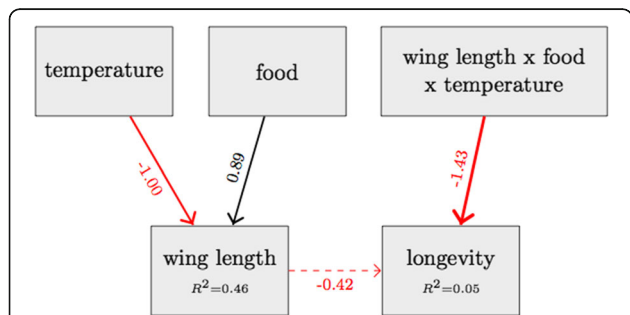 temperature
food
wing length x food
x temperature
-1.00
0.89
-1.43
wing length
R²=0.46
-0.42
longevity
R²=0.05